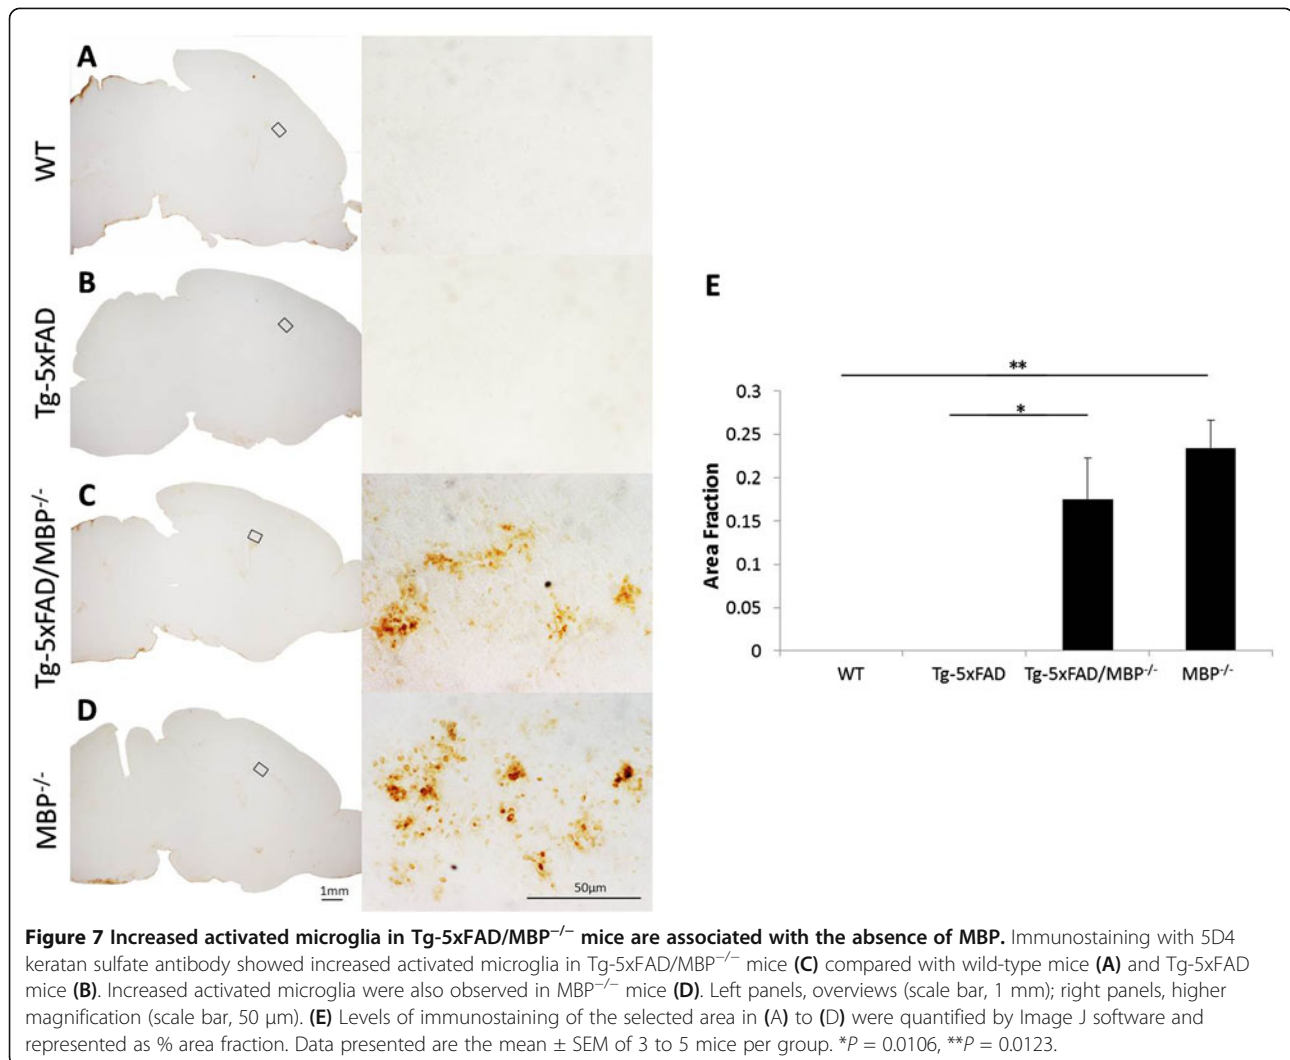 A
WT
B
Tg-5xFAD
C
Tg-5xFAD/MBP⁻/⁻
D
MBP⁻/⁻
1mm
50µm
E
**
*
0.3
0.25
0.2
0.15
0.1
0.05
0
Area Fraction
WT
Tg-5xFAD
Tg-5xFAD/MBP⁻/⁻
MBP⁻/⁻
Figure 7 Increased activated microglia in Tg-5xFAD/MBP−/− mice are associated with the absence of MBP. Immunostaining with 5D4
keratan sulfate antibody showed increased activated microglia in Tg-5xFAD/MBP−/− mice (C) compared with wild-type mice (A) and Tg-5xFAD
mice (B). Increased activated microglia were also observed in MBP−/− mice (D). Left panels, overviews (scale bar, 1 mm); right panels, higher
magnification (scale bar, 50 µm). (E) Levels of immunostaining of the selected area in (A) to (D) were quantified by Image J software and
represented as % area fraction. Data presented are the mean ± SEM of 3 to 5 mice per group. *P = 0.0106, **P = 0.0123.